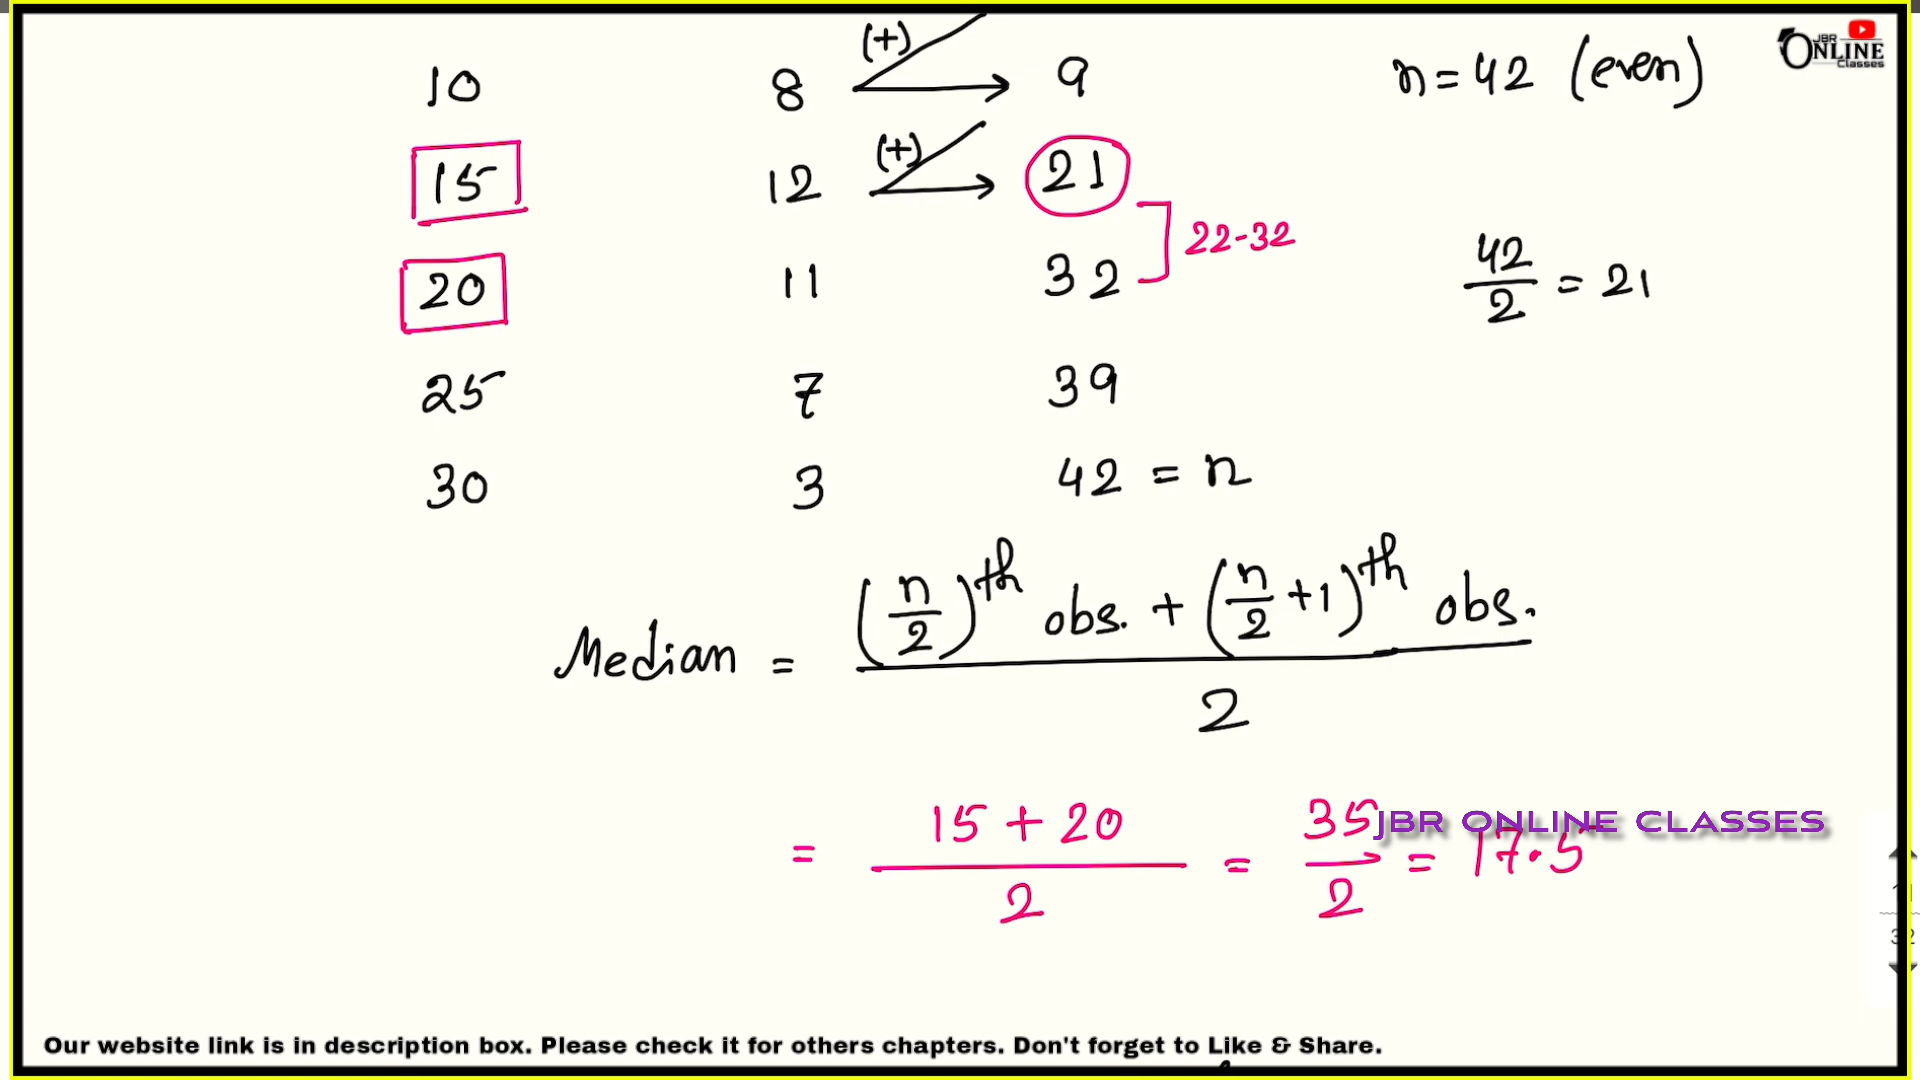 10 8 (+) 9 n = 42 (even)
JBR ONLINE Classes
15 12 (+) 21
22-32
20 11 32 42/2 = 21
25 7 39
30 3 42 = n
Median = ((n/2)th obs. + (n/2 +1)th obs.)/2
= (15 + 20)/2 = 35/2 = 17.5
JBR ONLINE CLASSES
Our website link is in description box. Please check it for others chapters. Don't forget to Like & Share.